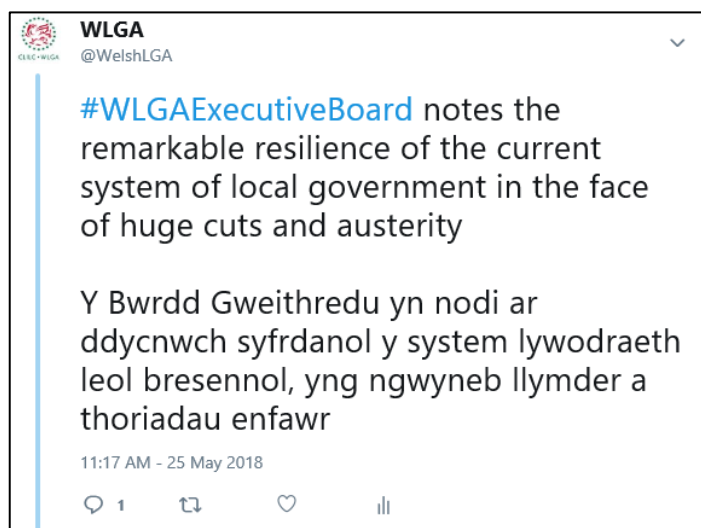 WLGA
@WelshLGA
CLILC•WLGA
#WLGAExecutiveBoard notes the
remarkable resilience of the current
system of local government in the face
of huge cuts and austerity
Y Bwrdd Gweithredu yn nodi ar
ddycnwch syfrdanol y system lywodraeth
leol bresennol, yng ngwyneb llymder a
thoriadau enfawr
11:17 AM - 25 May 2018
1